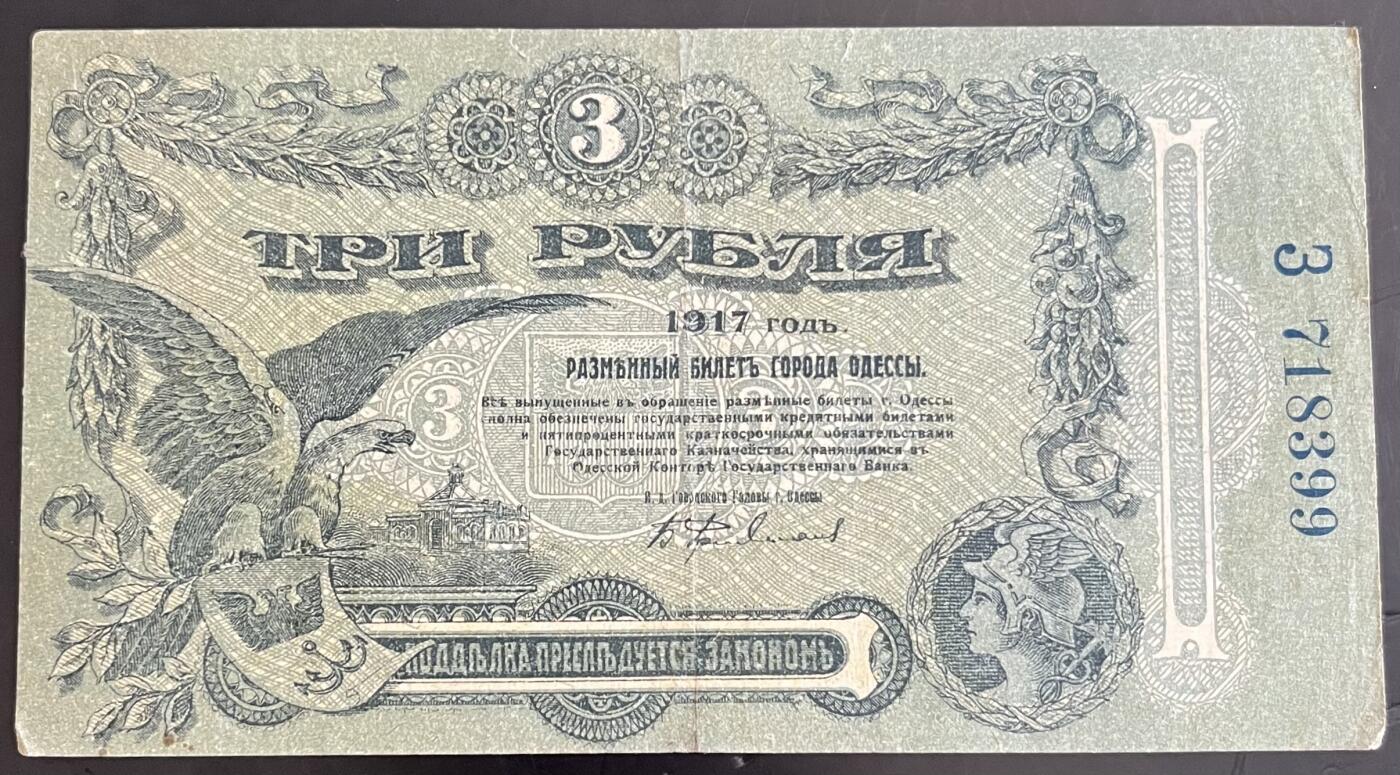 3
ТРИ РУБЛЯ
1917 годъ.
РАЗМѢННЫЙ БИЛЕТЪ ГОРОДА ОДЕССЫ.
Всѣ выпущенные въ обращеніе размѣнные билеты г. Одессы
полна обезпечены государственными кредитными билетами
и пятипроцентными краткосрочными обязательствами
Государственнаго Казначейства, хранящимися въ
Одесской Конторѣ Государственнаго Банка.
И. д. Городского Головы г. Одессы
3
3
ПОДДѢЛКА ПРЕСЛѢДУЕТСЯ ЗАКОНОМЪ
З 718399